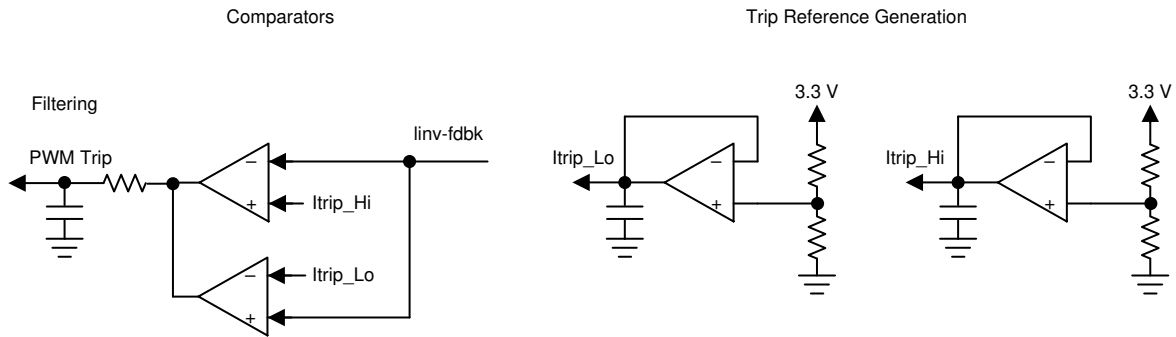 Comparators
Trip Reference Generation
Filtering
PWM Trip
Iinv-fdbk
−
+
Itrip_Hi
−
+
Itrip_Lo
3.3 V
Itrip_Lo
−
+
3.3 V
Itrip_Hi
−
+